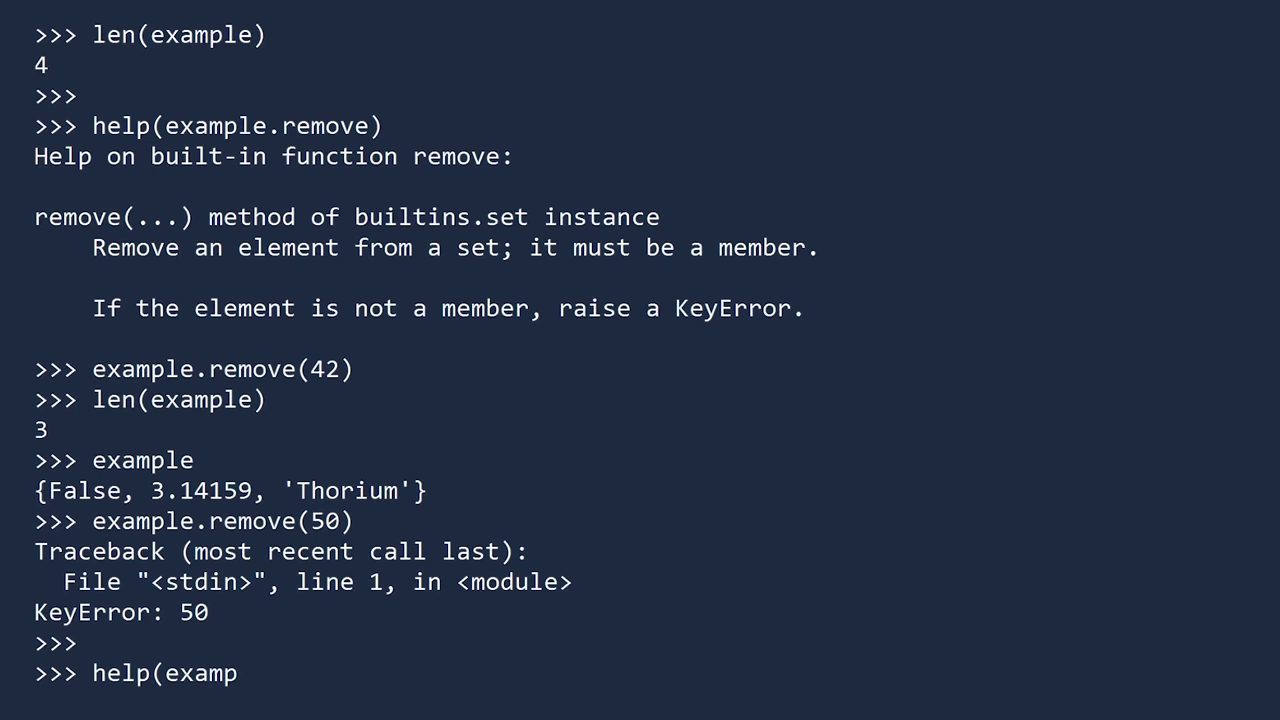 >>> len(example)
4
>>>
>>> help(example.remove)
Help on built-in function remove:
remove(...) method of builtins.set instance
    Remove an element from a set; it must be a member.
    If the element is not a member, raise a KeyError.
>>> example.remove(42)
>>> len(example)
3
>>> example
{False, 3.14159, 'Thorium'}
>>> example.remove(50)
Traceback (most recent call last):
  File "<stdin>", line 1, in <module>
KeyError: 50
>>>
>>> help(examp